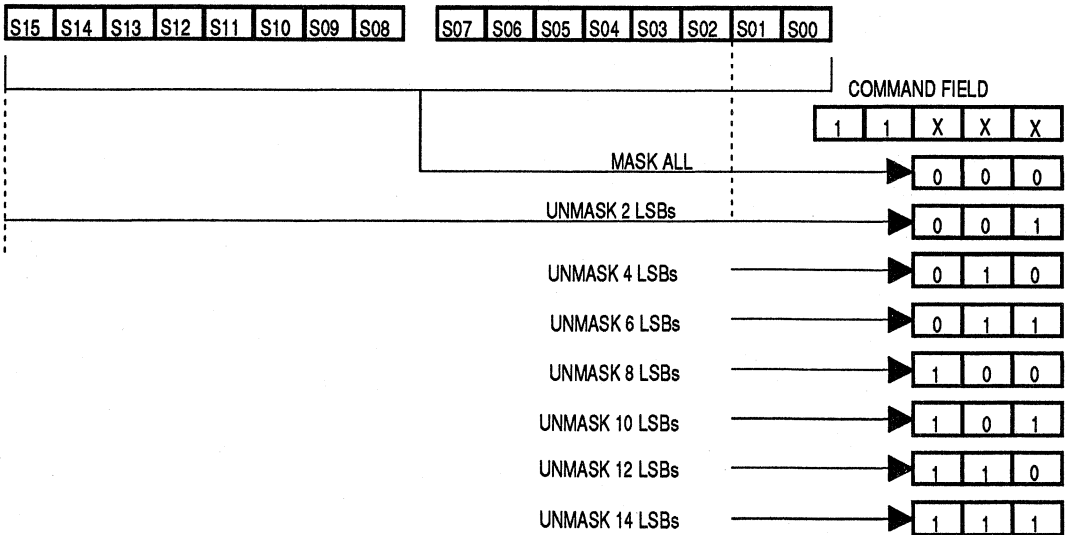 S15 S14 S13 S12 S11 S10 S09 S08 S07 S06 S05 S04 S03 S02 S01 S00
COMMAND FIELD
1 1 X X X
MASK ALL 0 0 0
UNMASK 2 LSBs 0 0 1
UNMASK 4 LSBs 0 1 0
UNMASK 6 LSBs 0 1 1
UNMASK 8 LSBs 1 0 0
UNMASK 10 LSBs 1 0 1
UNMASK 12 LSBs 1 1 0
UNMASK 14 LSBs 1 1 1